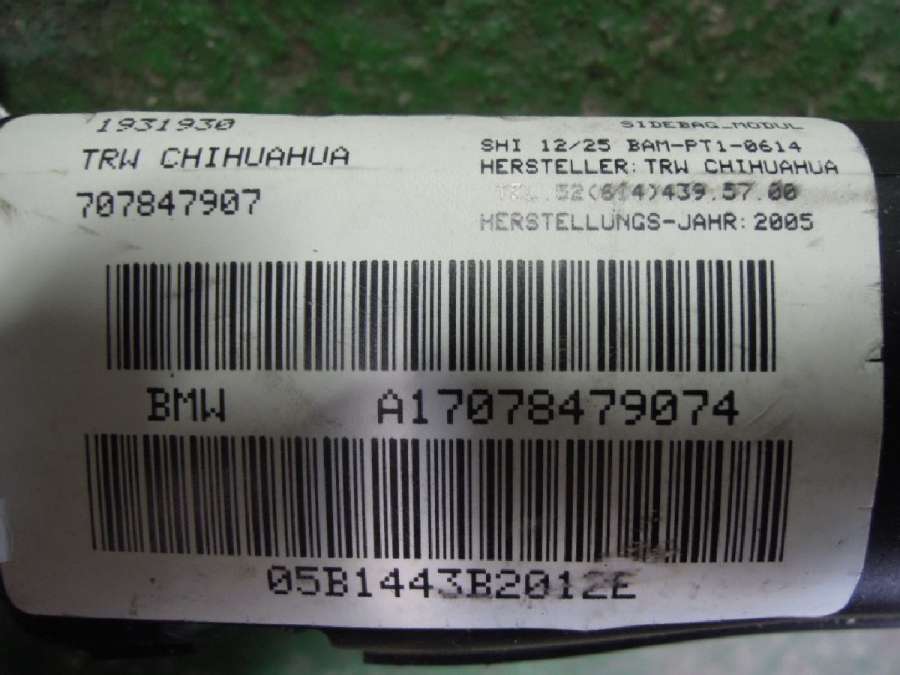 1931930
SIDEBAG_MODUL
TRW CHIHUAHUA
707847907
SHI 12/25 BAM-PT1-0614
HERSTELLER: TRW CHIHUAHUA
TEL.52(614)439.57.00
HERSTELLUNGS-JAHR: 2005
BMW A17078479074
05B1443B2012E